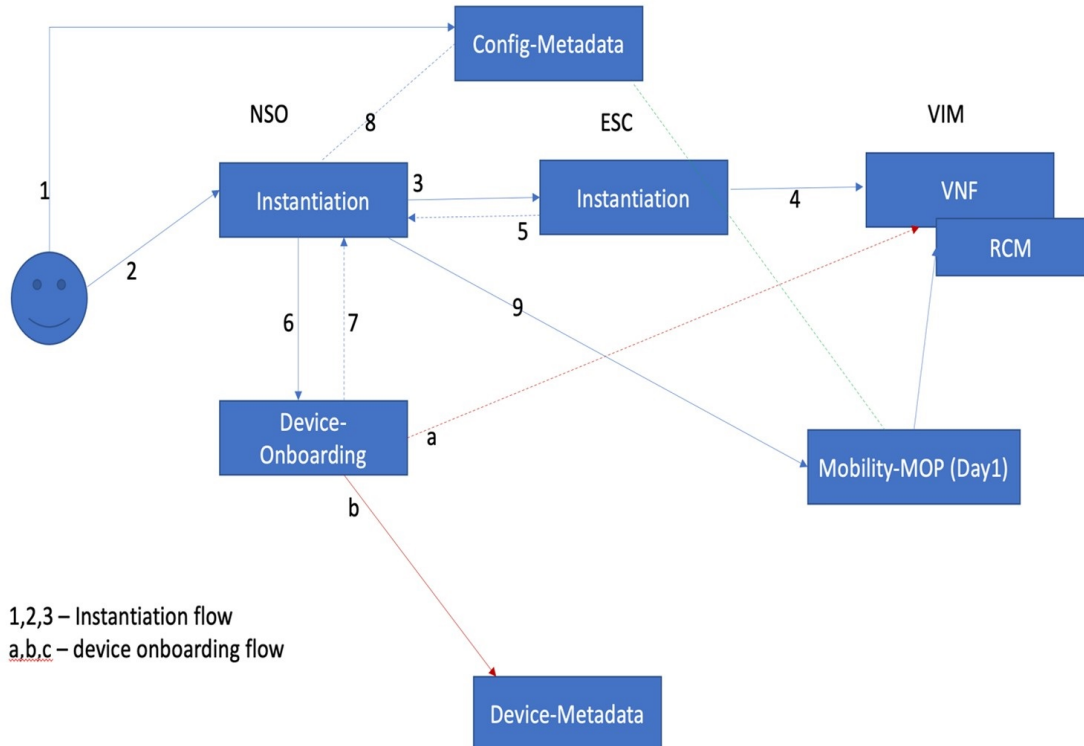 Config-Metadata
NSO
8
ESC
VIM
1
Instantiation
3
Instantiation
4
VNF
5
2
RCM
6
7
9
Device-
Onboarding
a
Mobility-MOP (Day1)
b
1,2,3 – Instantiation flow
a,b,c – device onboarding flow
Device-Metadata